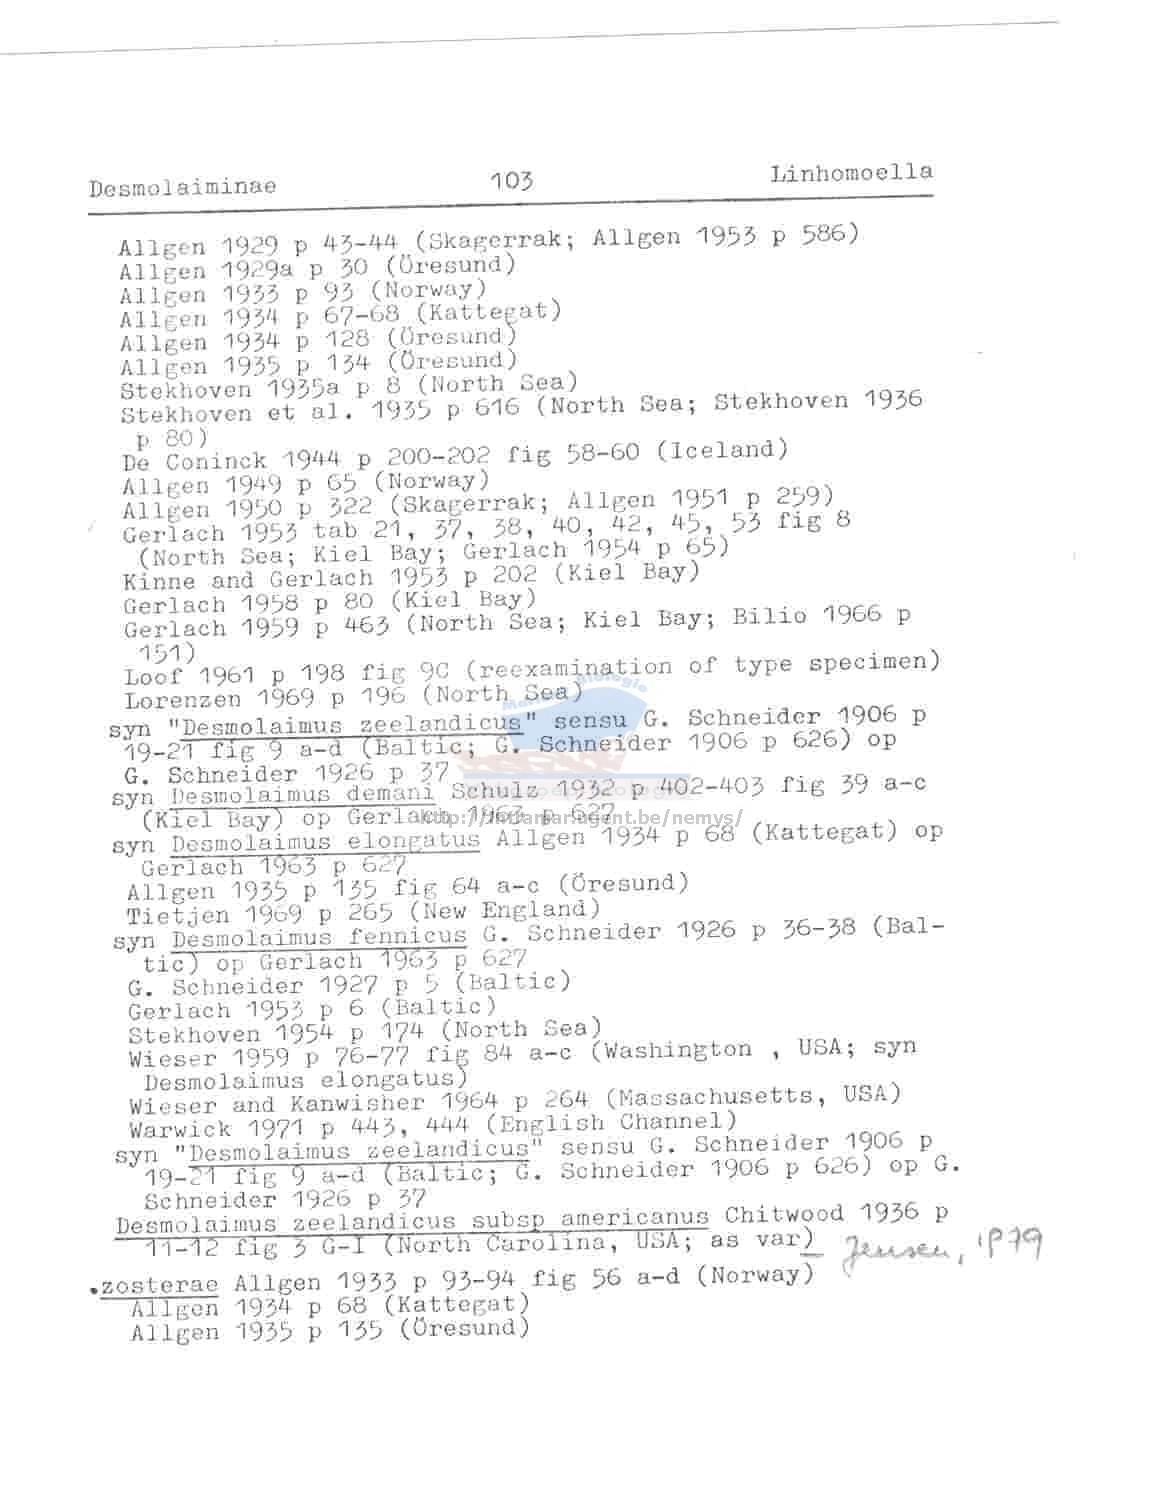 Desmolaiminae 103 Linhomoella
Allgen 1929 p 43-44 (Skagerrak; Allgen 1953 p 586)
Allgen 1929a p 30 (Öresund)
Allgen 1933 p 93 (Norway)
Allgen 1934 p 67-68 (Kattegat)
Allgen 1934 p 128 (Öresund)
Allgen 1935 p 134 (Öresund)
Stekhoven 1935a p 8 (North Sea)
Stekhoven et al. 1935 p 616 (North Sea; Stekhoven 1936
p 80)
De Coninck 1944 p 200-202 fig 58-60 (Iceland)
Allgen 1949 p 65 (Norway)
Allgen 1950 p 322 (Skagerrak; Allgen 1951 p 259)
Gerlach 1953 tab 21, 37, 38, 40, 42, 45, 53 fig 8
(North Sea; Kiel Bay; Gerlach 1954 p 65)
Kinne and Gerlach 1953 p 202 (Kiel Bay)
Gerlach 1958 p 80 (Kiel Bay)
Gerlach 1959 p 463 (North Sea; Kiel Bay; Bilio 1966 p
151)
Loof 1961 p 198 fig 9C (reexamination of type specimen)
Lorenzen 1969 p 196 (North Sea)
syn "Desmolaimus zeelandicus" sensu G. Schneider 1906 p
19-21 fig 9 a-d (Baltic; G. Schneider 1906 p 626) op
G. Schneider 1926 p 37
syn Desmolaimus demani Schulz 1932 p 402-403 fig 39 a-c
(Kiel Bay) op Gerlach 1963 p 627
syn Desmolaimus elongatus Allgen 1934 p 68 (Kattegat) op
Gerlach 1963 p 627
Allgen 1935 p 135 fig 64 a-c (Öresund)
Tietjen 1969 p 265 (New England)
syn Desmolaimus fennicus G. Schneider 1926 p 36-38 (Bal-
tic) op Gerlach 1963 p 627
G. Schneider 1927 p 5 (Baltic)
Gerlach 1953 p 6 (Baltic)
Stekhoven 1954 p 174 (North Sea)
Wieser 1959 p 76-77 fig 84 a-c (Washington , USA; syn
Desmolaimus elongatus)
Wieser and Kanwisher 1964 p 264 (Massachusetts, USA)
Warwick 1971 p 443, 444 (English Channel)
syn "Desmolaimus zeelandicus" sensu G. Schneider 1906 p
19-21 fig 9 a-d (Baltic; G. Schneider 1906 p 626) op G.
Schneider 1926 p 37
Desmolaimus zeelandicus subsp americanus Chitwood 1936 p
11-12 fig 3 G-I (North Carolina, USA; as var) Jensen, 1979
.zosterae Allgen 1933 p 93-94 fig 56 a-d (Norway)
Allgen 1934 p 68 (Kattegat)
Allgen 1935 p 135 (Öresund)